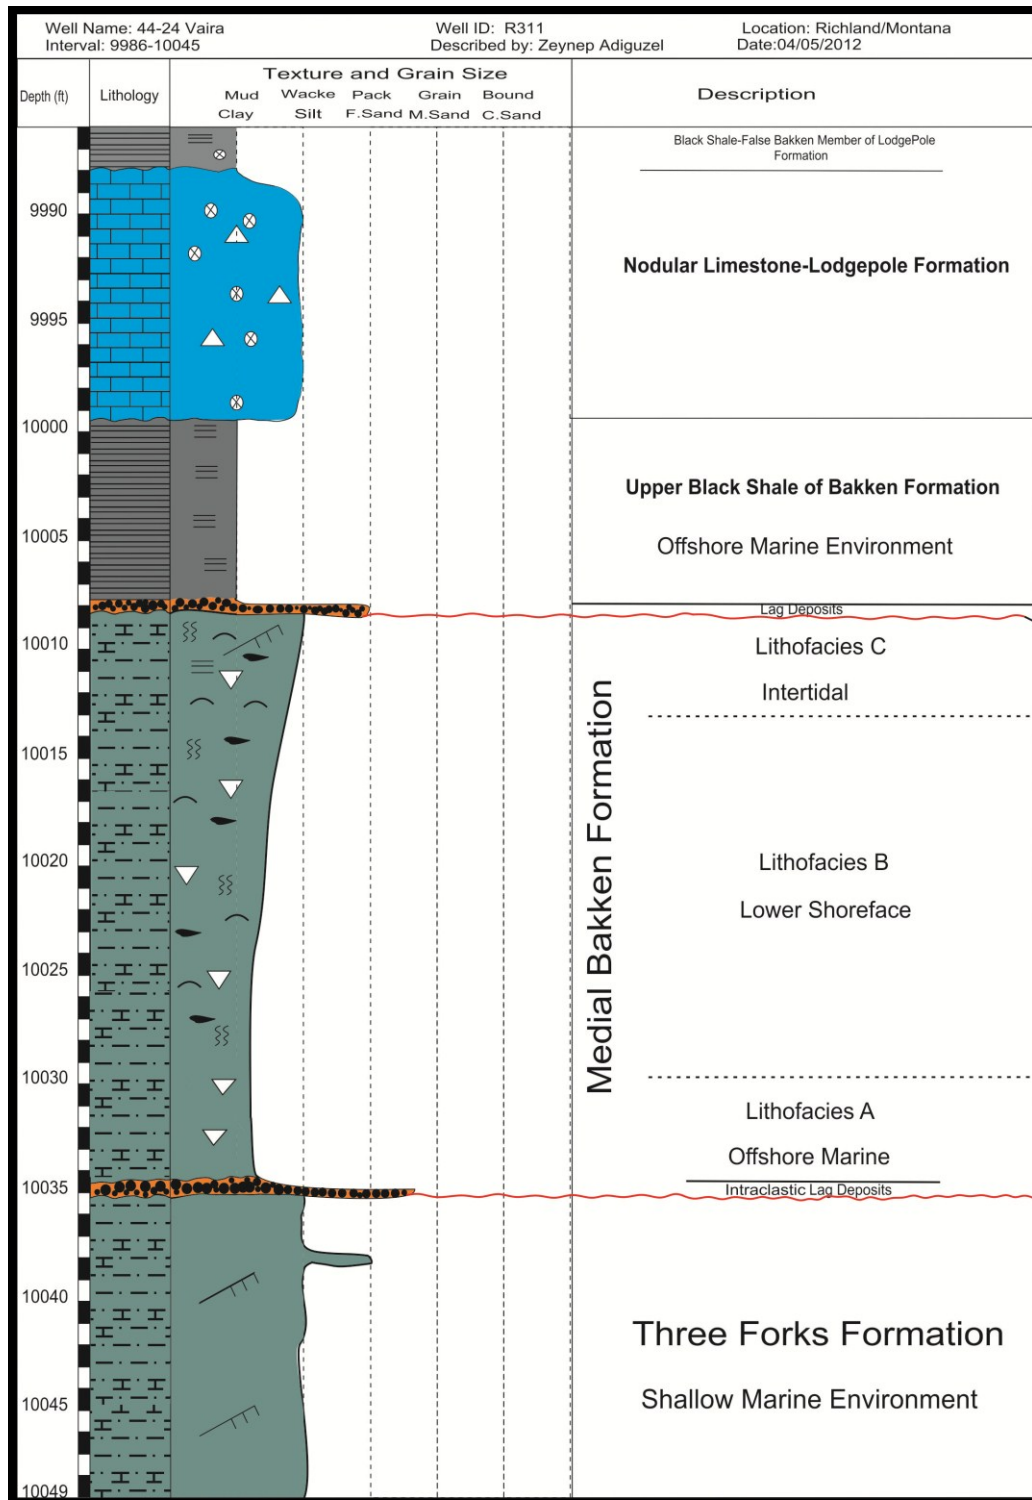 Well Name: 44-24 Vaira
Interval: 9986-10045
Well ID: R311
Described by: Zeynep Adiguzel
Location: Richland/Montana
Date:04/05/2012
Depth (ft)
Lithology
Texture and Grain Size
Mud Wacke Pack Grain Bound
Clay Silt F.Sand M.Sand C.Sand
Description
Black Shale-False Bakken Member of LodgePole
Formation
9990
Nodular Limestone-Lodgepole Formation
9995
10000
Upper Black Shale of Bakken Formation
10005
Offshore Marine Environment
Lag Deposits
10010
Lithofacies C
Intertidal
Medial Bakken Formation
10015
10020
Lithofacies B
Lower Shoreface
10025
10030
Lithofacies A
Offshore Marine
10035
Intraclastic Lag Deposits
10040
Three Forks Formation
Shallow Marine Environment
10045
10049